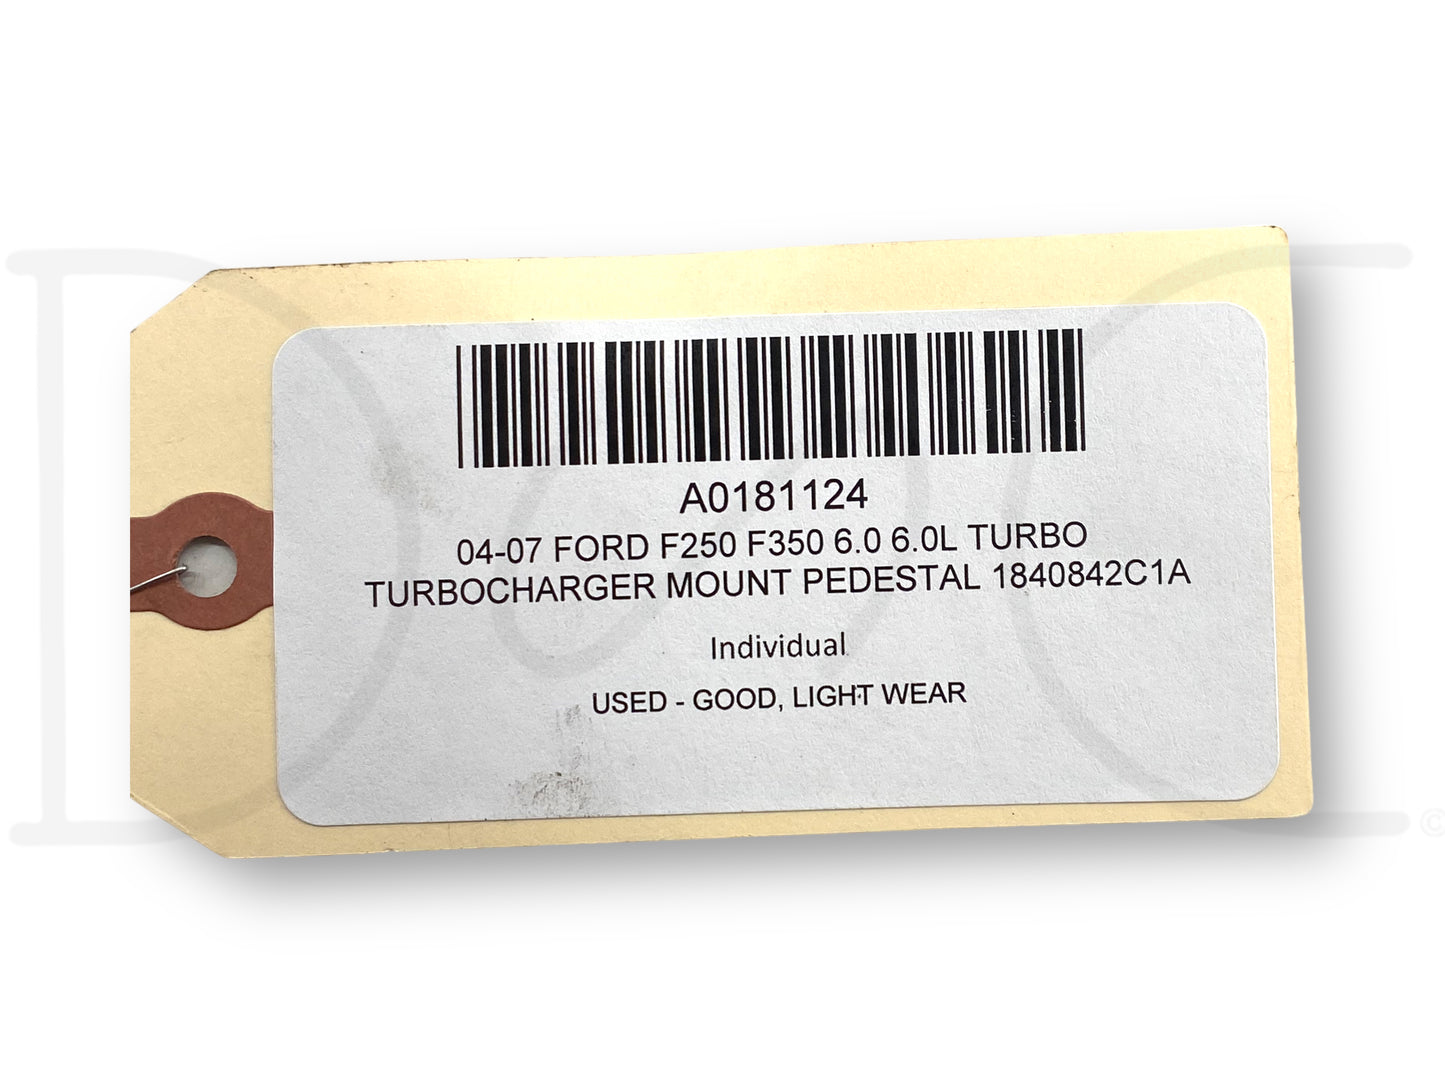 A0181124
04-07 FORD F250 F350 6.0 6.0L TURBO
TURBOCHARGER MOUNT PEDESTAL 1840842C1A
Individual
USED - GOOD, LIGHT WEAR
©